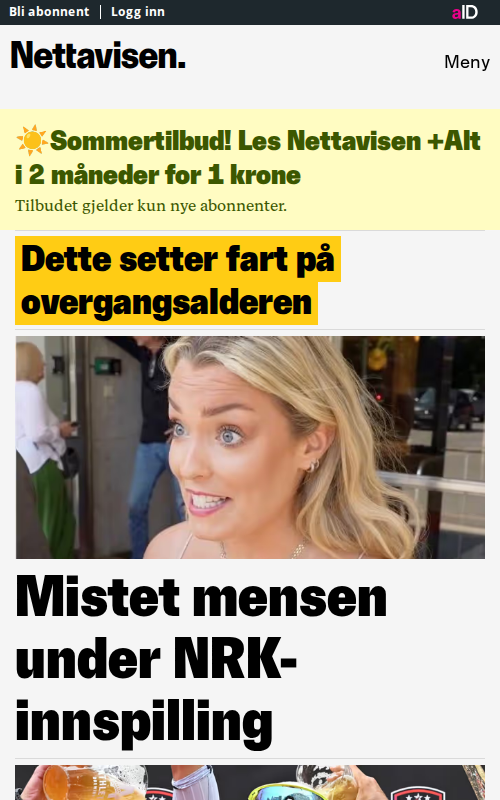 Bli abonnent | Logg inn
aID
Nettavisen.
Meny
☀️Sommertilbud! Les Nettavisen +Alt
i 2 måneder for 1 krone
Tilbudet gjelder kun nye abonnenter.
Dette setter fart på
overgangsalderen
Mistet mensen
under NRK-
innspilling